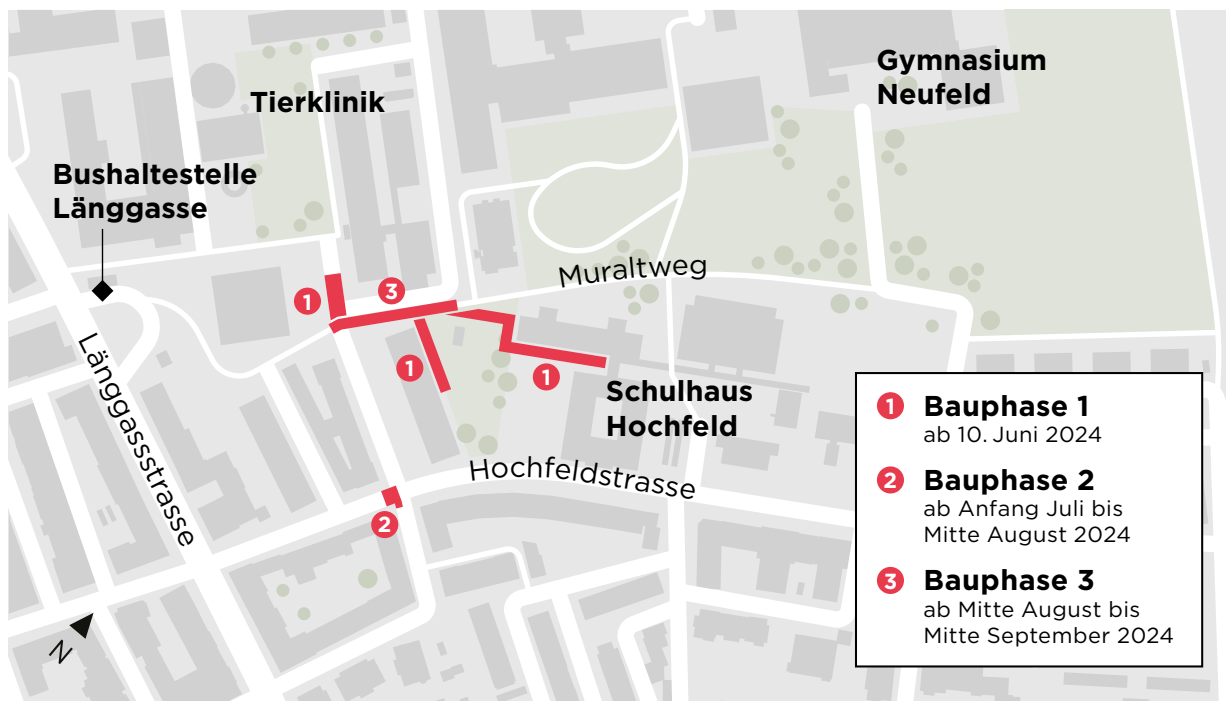 Gymnasium
Neufeld
Tierklinik
Bushaltestelle
Länggasse
Muraltweg
1
3
1
1
Länggassstrasse
Schulhaus
Hochfeld
Hochfeldstrasse
2
N
1 Bauphase 1
ab 10. Juni 2024
2 Bauphase 2
ab Anfang Juli bis
Mitte August 2024
3 Bauphase 3
ab Mitte August bis
Mitte September 2024